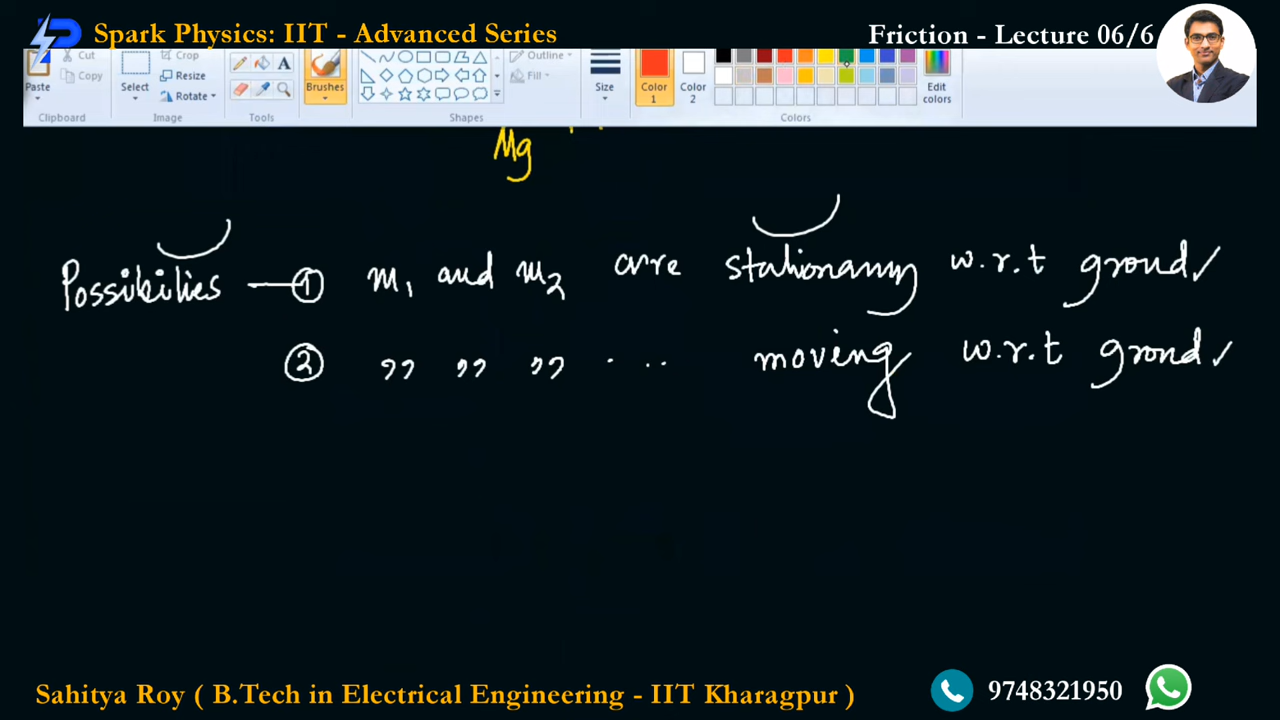 Spark Physics: IIT - Advanced Series
Friction - Lecture 06/6
Cut
Copy
Paste
Clipboard
Select
Crop
Resize
Rotate
Image
Tools
Brushes
Outline
Fill
Shapes
Size
Color 1
Color 2
Edit colors
Colors
Mg
Possibilies — ① m₁ and m₂ are stationary w.r.t grond ✓
② ,, ,, ,, . .. moving w.r.t grond ✓
Sahitya Roy ( B.Tech in Electrical Engineering - IIT Kharagpur )
9748321950